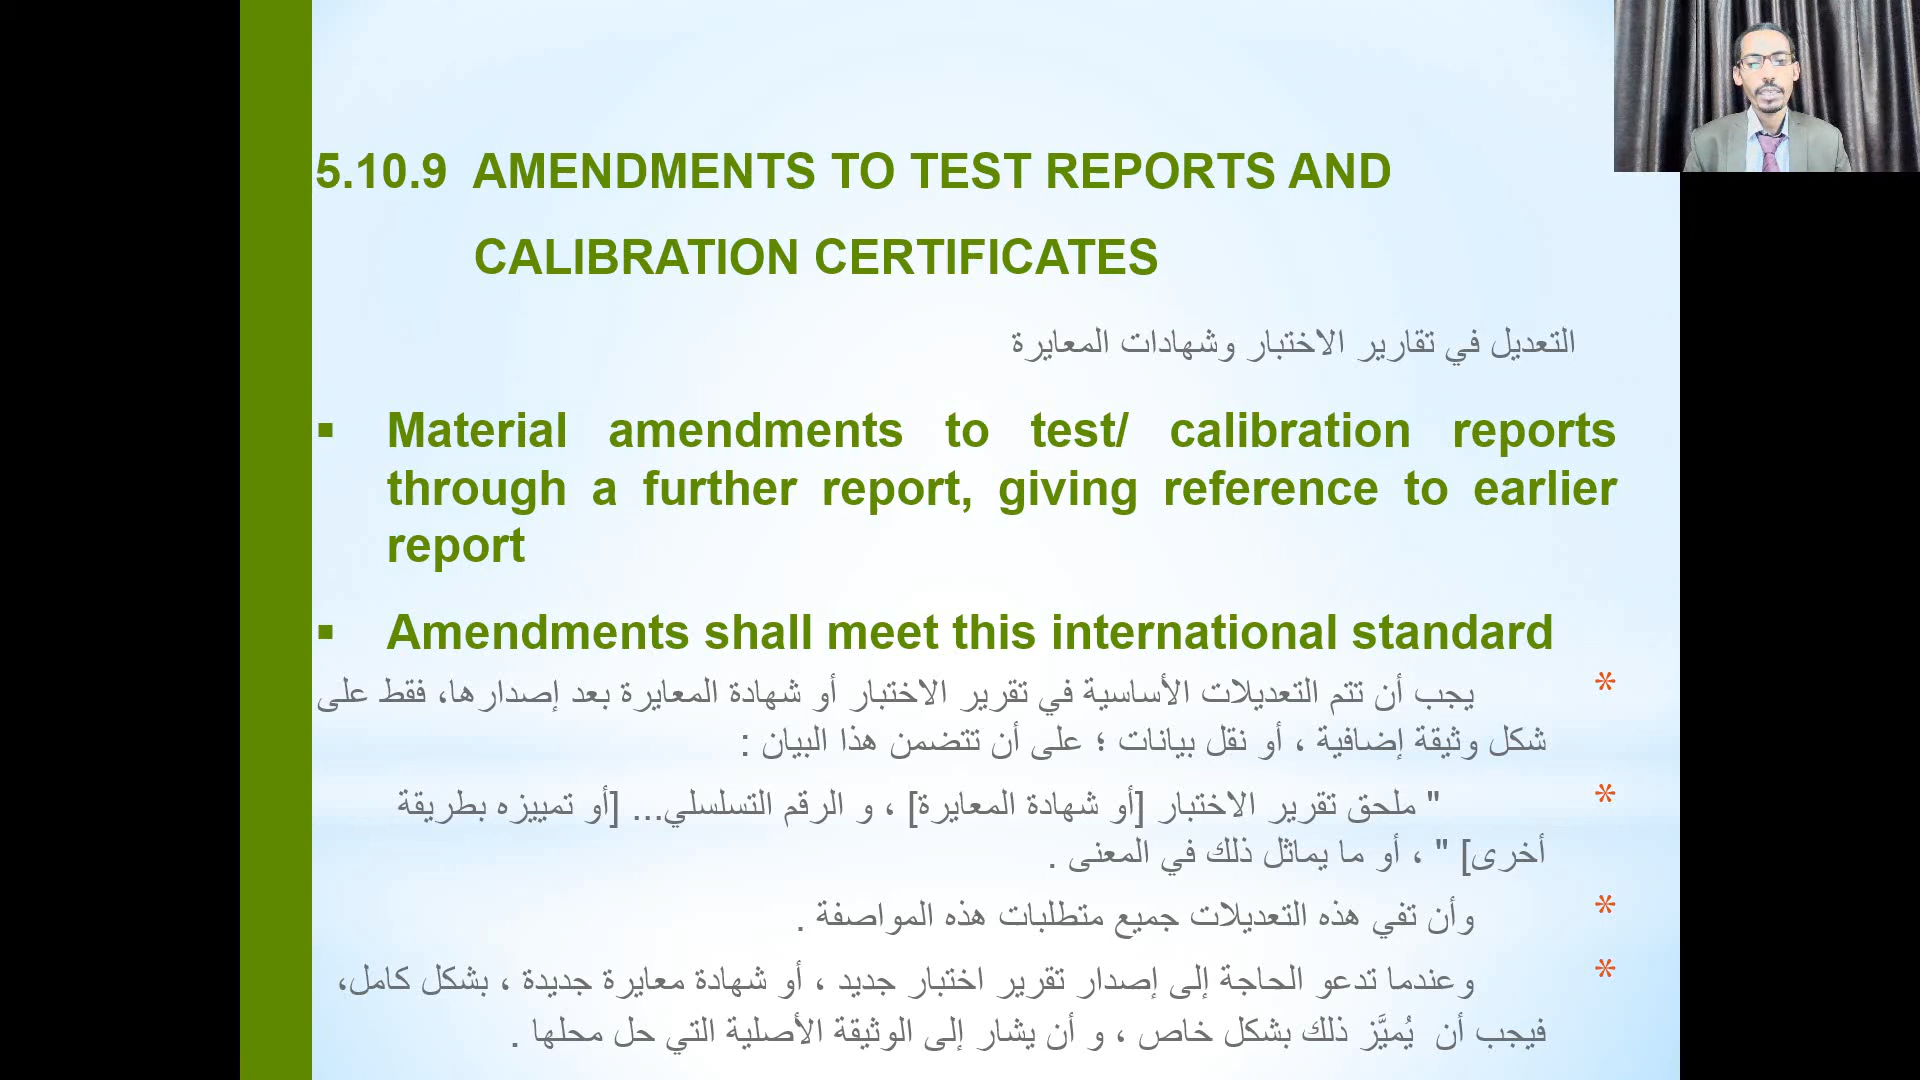 5.10.9 AMENDMENTS TO TEST REPORTS AND
CALIBRATION CERTIFICATES
التعديل في تقارير الاختبار وشهادات المعايرة
▪ Material amendments to test/ calibration reports
through a further report, giving reference to earlier
report
▪ Amendments shall meet this international standard
* يجب أن تتم التعديلات الأساسية في تقرير الاختبار أو شهادة المعايرة بعد إصدارها، فقط على
شكل وثيقة إضافية ، أو نقل بيانات ؛ على أن تتضمن هذا البيان :
* " ملحق تقرير الاختبار [أو شهادة المعايرة] ، و الرقم التسلسلي... [أو تمييزه بطريقة
أخرى] " ، أو ما يماثل ذلك في المعنى .
* وأن تفي هذه التعديلات جميع متطلبات هذه المواصفة .
* وعندما تدعو الحاجة إلى إصدار تقرير اختبار جديد ، أو شهادة معايرة جديدة ، بشكل كامل،
فيجب أن يُميَّز ذلك بشكل خاص ، و أن يشار إلى الوثيقة الأصلية التي حل محلها .